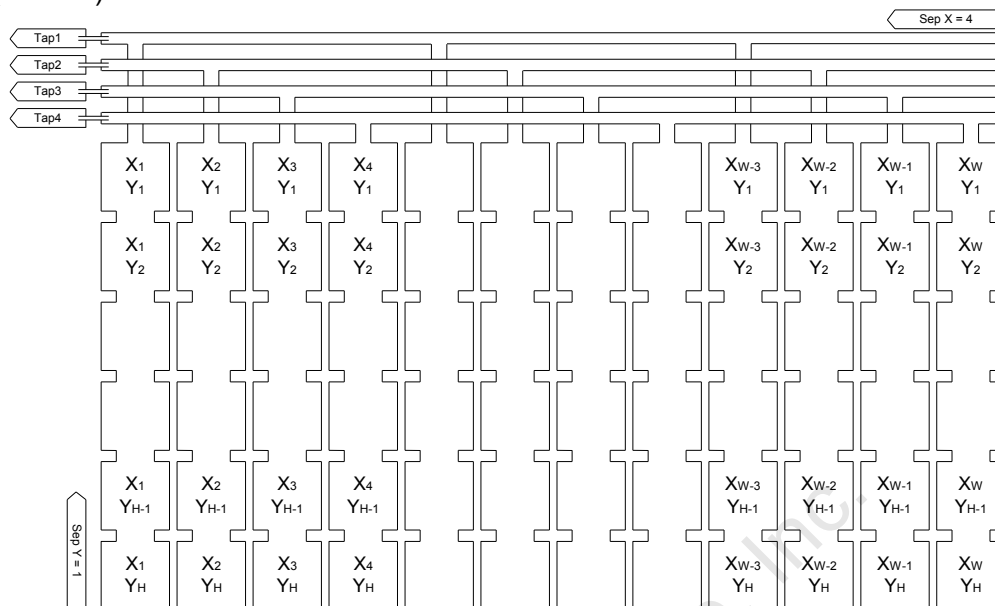 )
Sep X = 4
Tap1
Tap2
Tap3
Tap4
X1 X2 X3 X4 XW-3 XW-2 XW-1 XW
Y1 Y1 Y1 Y1 Y1 Y1 Y1 Y1
X1 X2 X3 X4 XW-3 XW-2 XW-1 XW
Y2 Y2 Y2 Y2 Y2 Y2 Y2 Y2
X1 X2 X3 X4 XW-3 XW-2 XW-1 XW
YH-1 YH-1 YH-1 YH-1 YH-1 YH-1 YH-1 YH-1
Sep Y = 1
X1 X2 X3 X4 XW-3 XW-2 XW-1 XW
YH YH YH YH YH YH YH YH
Inc.